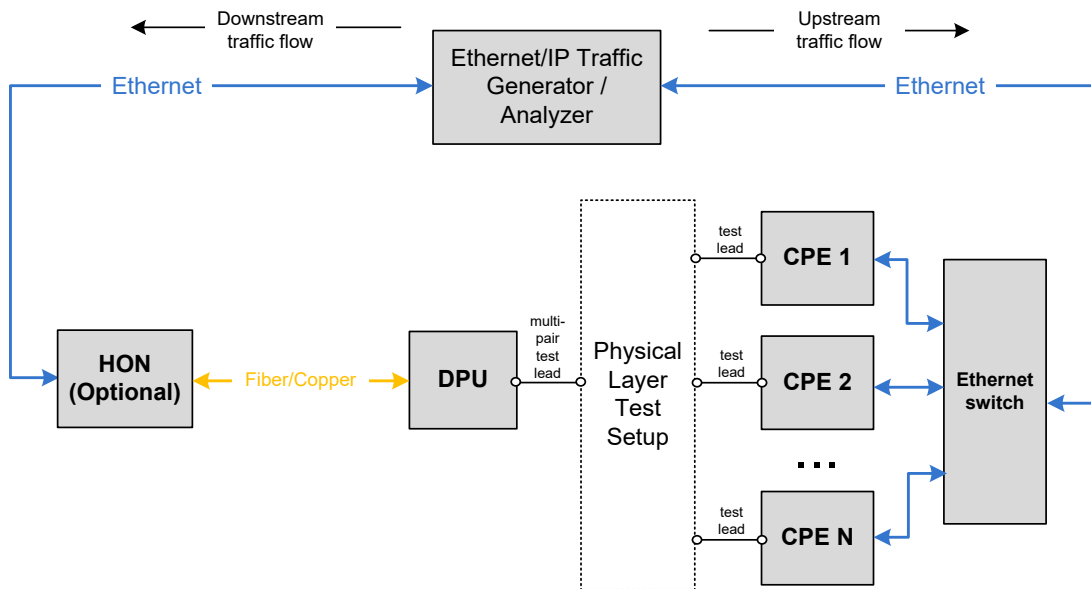 Downstream
traffic flow
Upstream
traffic flow
Ethernet/IP Traffic
Generator /
Analyzer
Ethernet
Ethernet
HON
(Optional)
Fiber/Copper
DPU
multi-
pair
test
lead
Physical
Layer
Test
Setup
test
lead
CPE 1
test
lead
CPE 2
...
test
lead
CPE N
Ethernet
switch